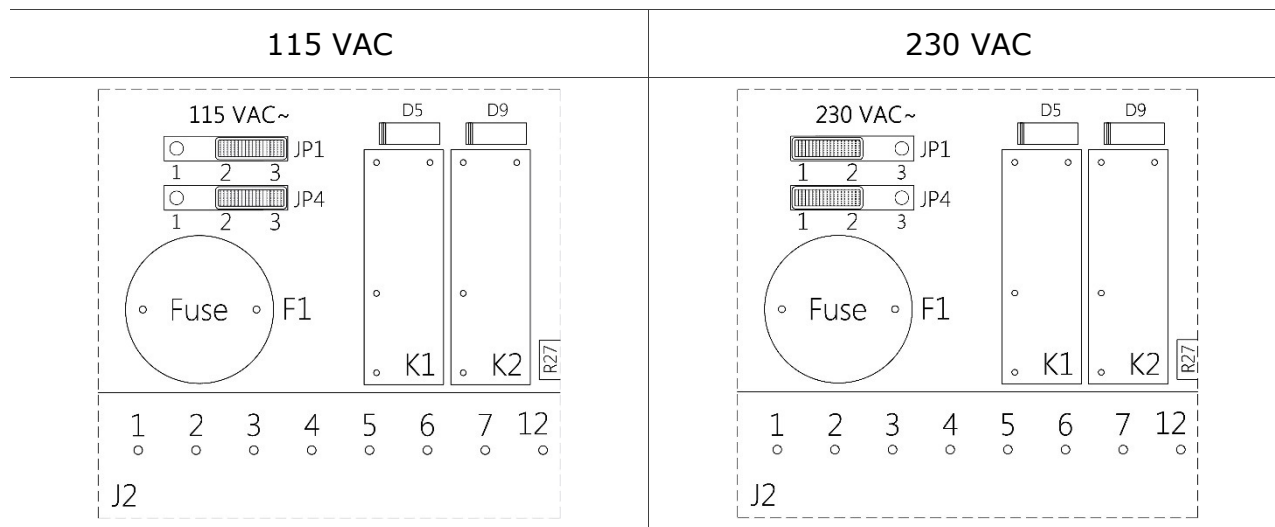 115 VAC
230 VAC
115 VAC~
D5
D9
JP1
1 2 3
JP4
1 2 3
Fuse
F1
K1
K2
R27
1 2 3 4 5 6 7 12
J2
230 VAC~
D5
D9
JP1
1 2 3
JP4
1 2 3
Fuse
F1
K1
K2
R27
1 2 3 4 5 6 7 12
J2